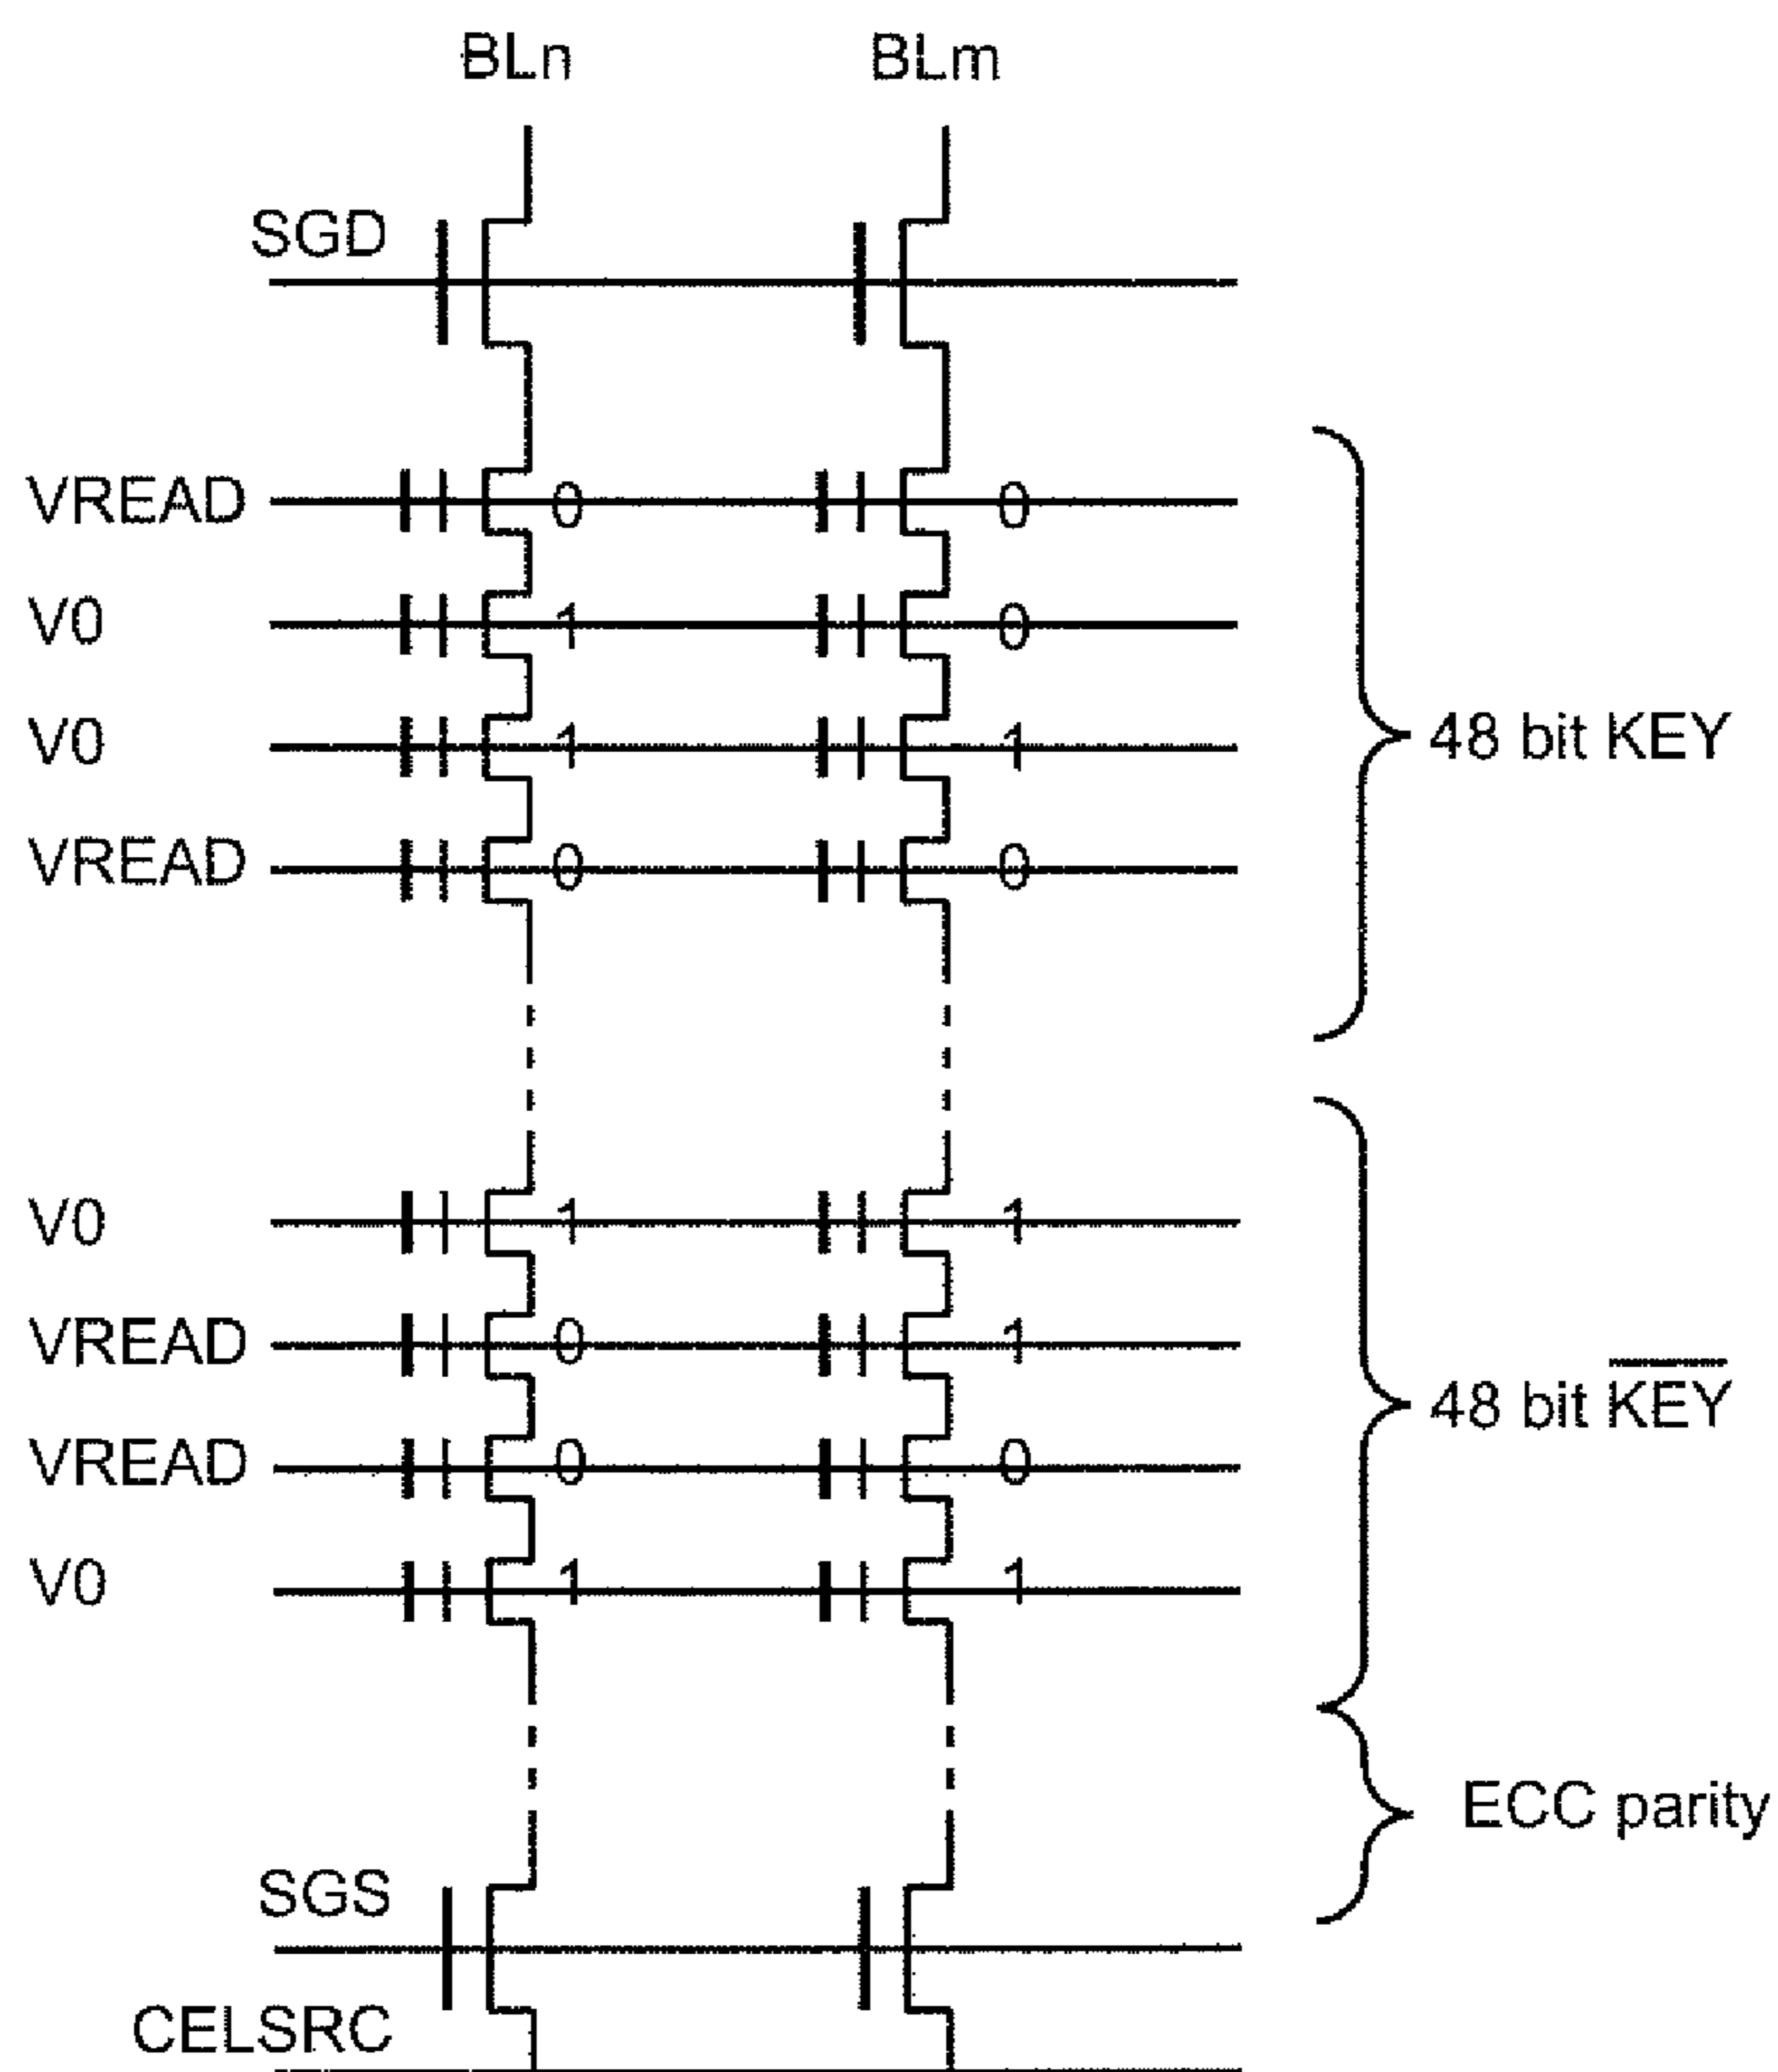 BLn BLm
SGD
VREAD 0 0
V0 1 0
V0 1 1
VREAD 0 0
48 bit KEY
V0 1 1
VREAD 0 1
VREAD 0 0
V0 1 1
48 bit K̅E̅Y̅
ECC parity
SGS
CELSRC